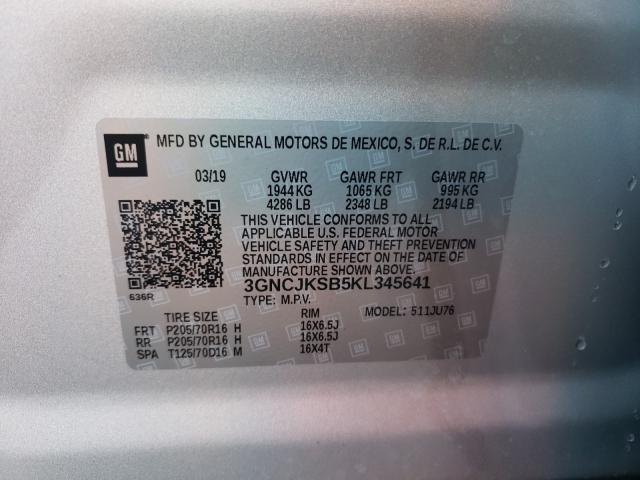 GM MFD BY GENERAL MOTORS DE MEXICO, S. DE R.L. DE C.V.
03/19 GVWR GAWR FRT GAWR RR
1944 KG 1065 KG 995 KG
4286 LB 2348 LB 2194 LB
THIS VEHICLE CONFORMS TO ALL
APPLICABLE U.S. FEDERAL MOTOR
VEHICLE SAFETY AND THEFT PREVENTION
STANDARDS IN EFFECT ON THE DATE OF
MANUFACTURE SHOWN ABOVE.
636R 3GNCJKSB5KL345641
TYPE: M.P.V. MODEL: 511JU76
TIRE SIZE RIM
FRT P205/70R16 H 16X6.5J
RR P205/70R16 H 16X6.5J
SPA T125/70D16 M 16X4T